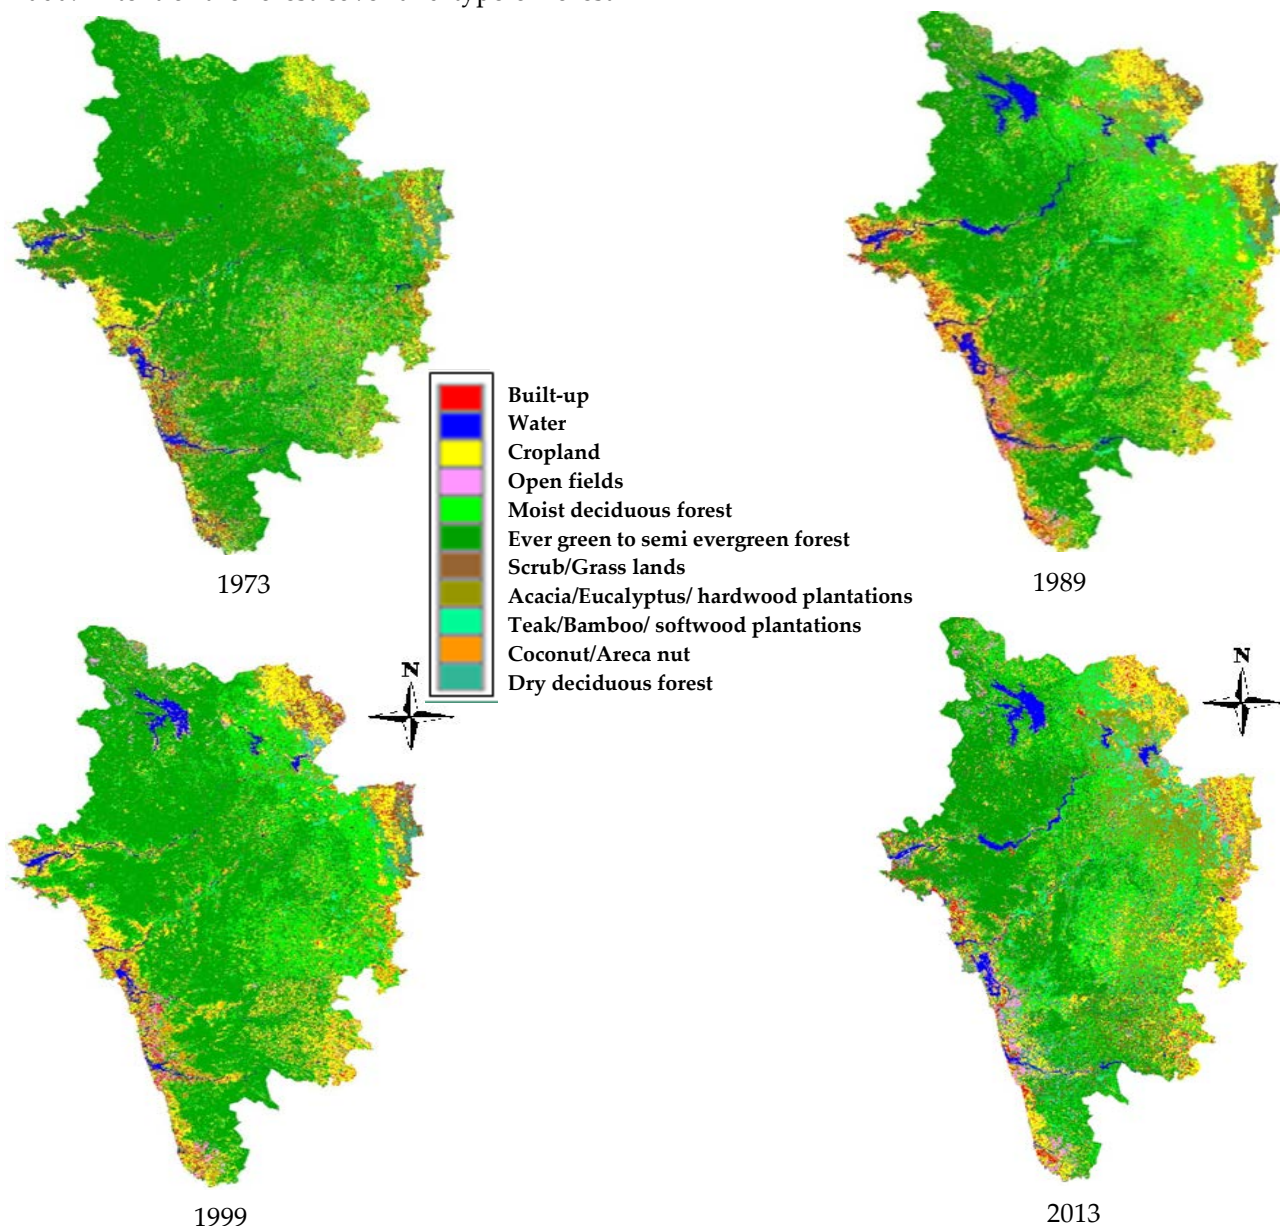 1973
1989
Built-up
Water
Cropland
Open fields
Moist deciduous forest
Ever green to semi evergreen forest
Scrub/Grass lands
Acacia/Eucalyptus/ hardwood plantations
Teak/Bamboo/ softwood plantations
Coconut/Areca nut
Dry deciduous forest
N
N
1999
2013